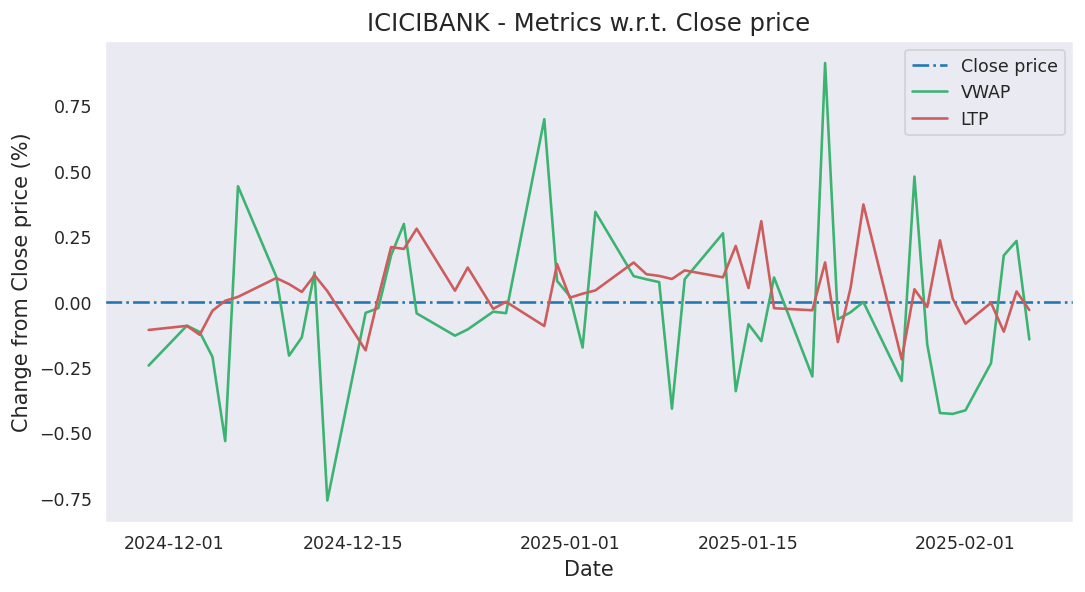 ICICIBANK - Metrics w.r.t. Close price
Close price
VWAP
LTP
Change from Close price (%)
0.75
0.50
0.25
0.00
−0.25
−0.50
−0.75
2024-12-01
2024-12-15
2025-01-01
2025-01-15
2025-02-01
Date